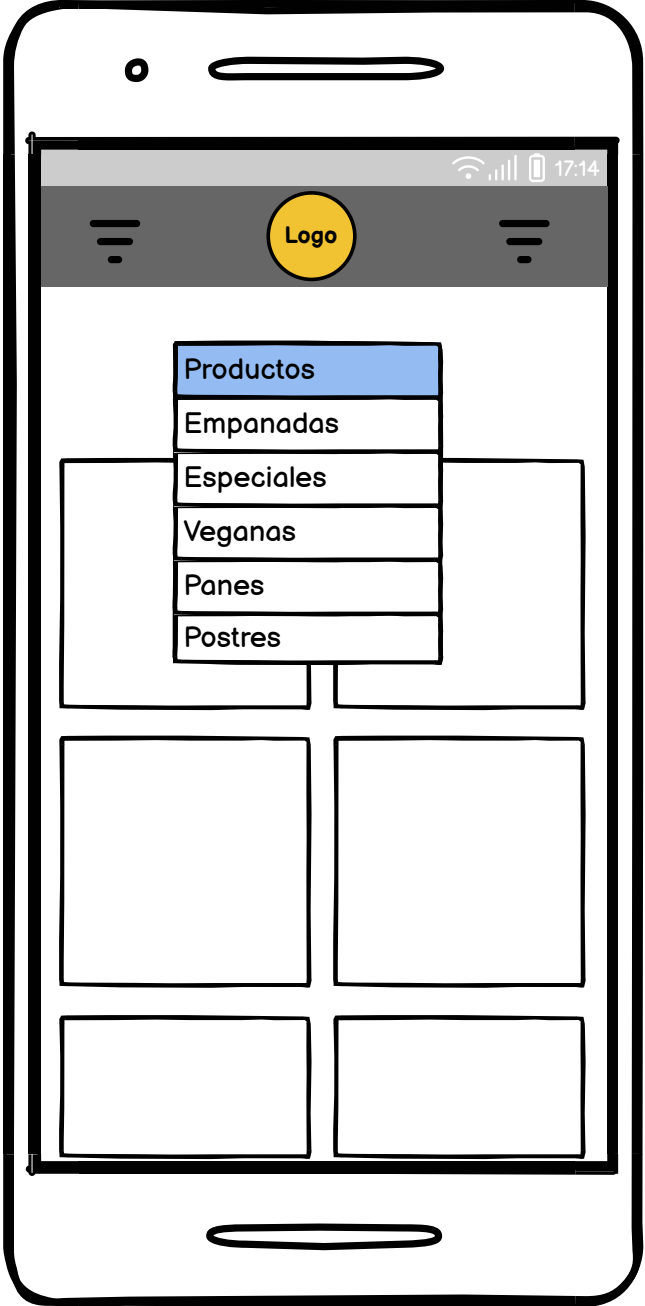 17:14
Logo
Productos
Empanadas
Especiales
Veganas
Panes
Postres